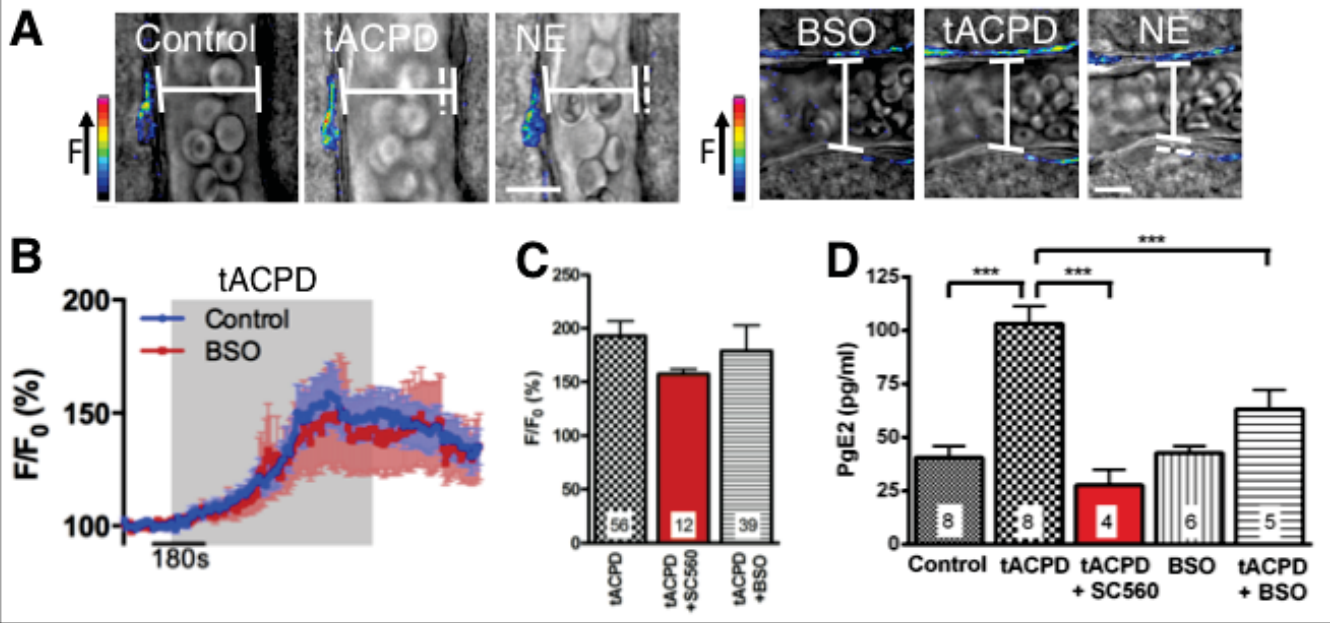 A
Control
tACPD
NE
F
BSO
tACPD
NE
F
B
tACPD
Control
BSO
200
150
100
F/F0 (%)
180s
C
250
200
150
100
50
0
F/F0 (%)
56
12
39
tACPD
tACPD
+SC560
tACPD
+BSO
D
***
***
***
125
100
75
50
25
0
PgE2 (pg/ml)
8
8
4
6
5
Control
tACPD
tACPD
+ SC560
BSO
tACPD
+ BSO